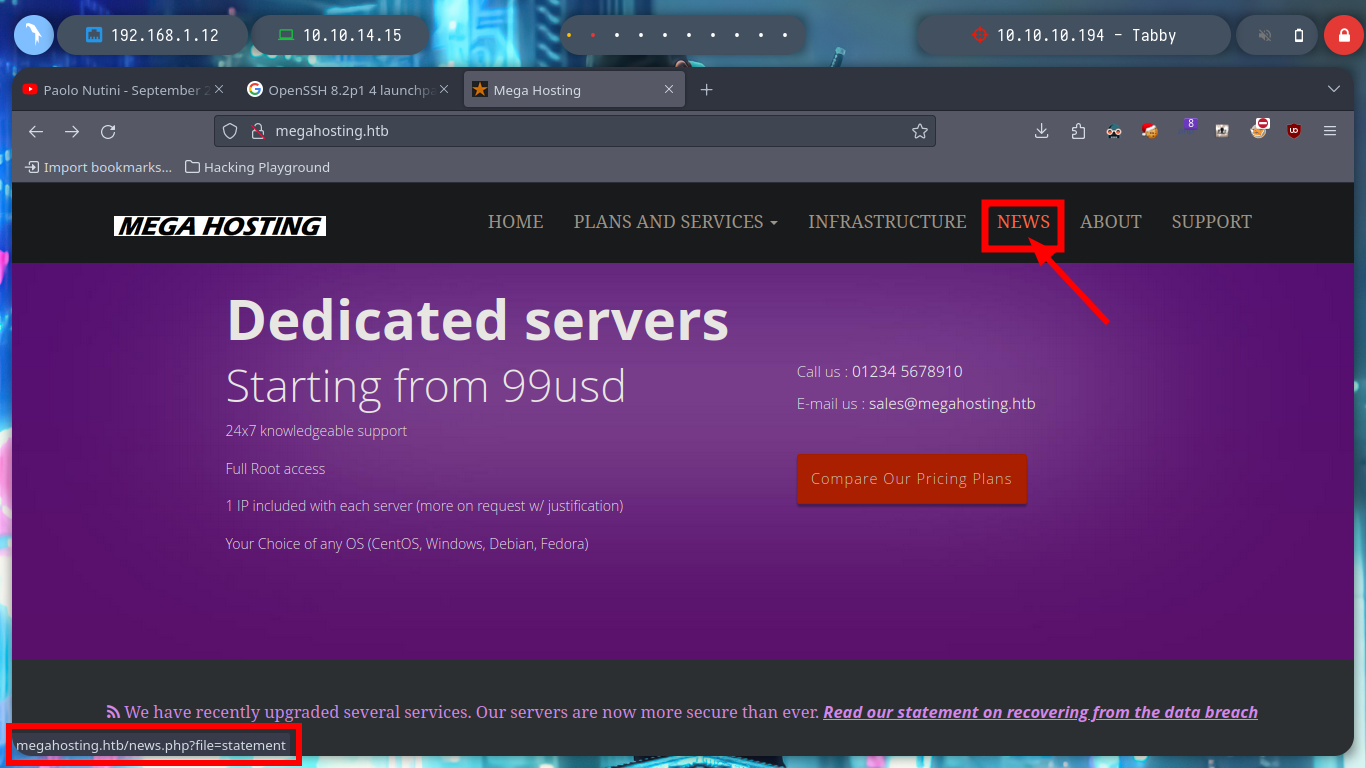 192.168.1.12
10.10.14.15
10.10.10.194 - Tabby
Paolo Nutini - September 2
OpenSSH 8.2p1 4 launchpa
Mega Hosting
megahosting.htb
8
Import bookmarks...
Hacking Playground
MEGA HOSTING
HOME
PLANS AND SERVICES
INFRASTRUCTURE
NEWS
ABOUT
SUPPORT
Dedicated servers
Starting from 99usd
Call us : 01234 5678910
E-mail us : sales@megahosting.htb
24x7 knowledgeable support
Full Root access
1 IP included with each server (more on request w/ justification)
Your Choice of any OS (CentOS, Windows, Debian, Fedora)
Compare Our Pricing Plans
We have recently upgraded several services. Our servers are now more secure than ever. Read our statement on recovering from the data breach
megahosting.htb/news.php?file=statement